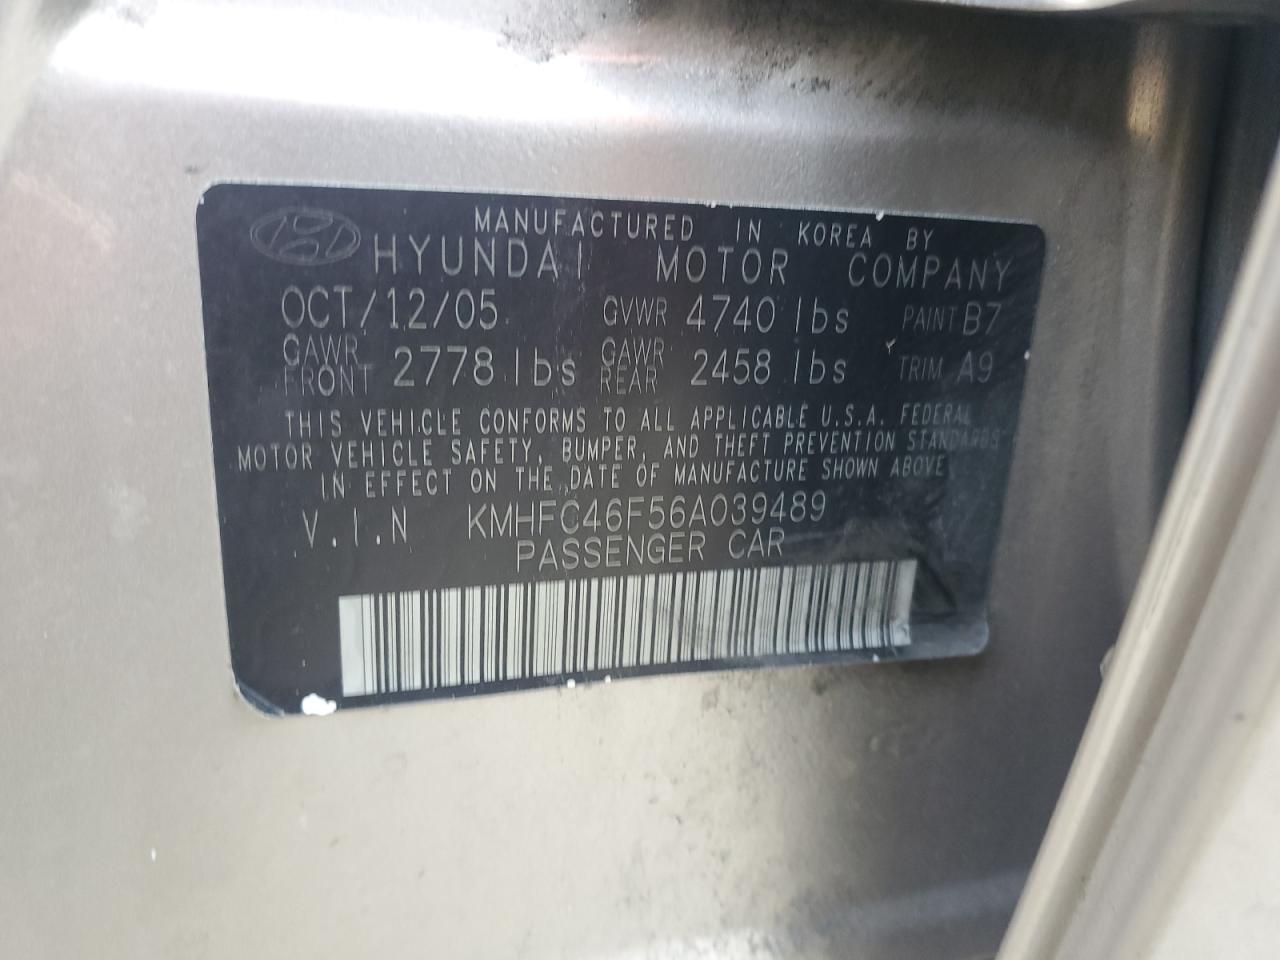 MANUFACTURED IN KOREA BY
HYUNDAI MOTOR COMPANY
OCT/12/05 GVWR 4740 lbs PAINT B7
GAWR FRONT 2778 lbs GAWR REAR 2458 lbs TRIM A9
THIS VEHICLE CONFORMS TO ALL APPLICABLE U.S.A. FEDERAL
MOTOR VEHICLE SAFETY, BUMPER, AND THEFT PREVENTION STANDARDS
IN EFFECT ON THE DATE OF MANUFACTURE SHOWN ABOVE
V.I.N KMHFC46F56A039489
PASSENGER CAR